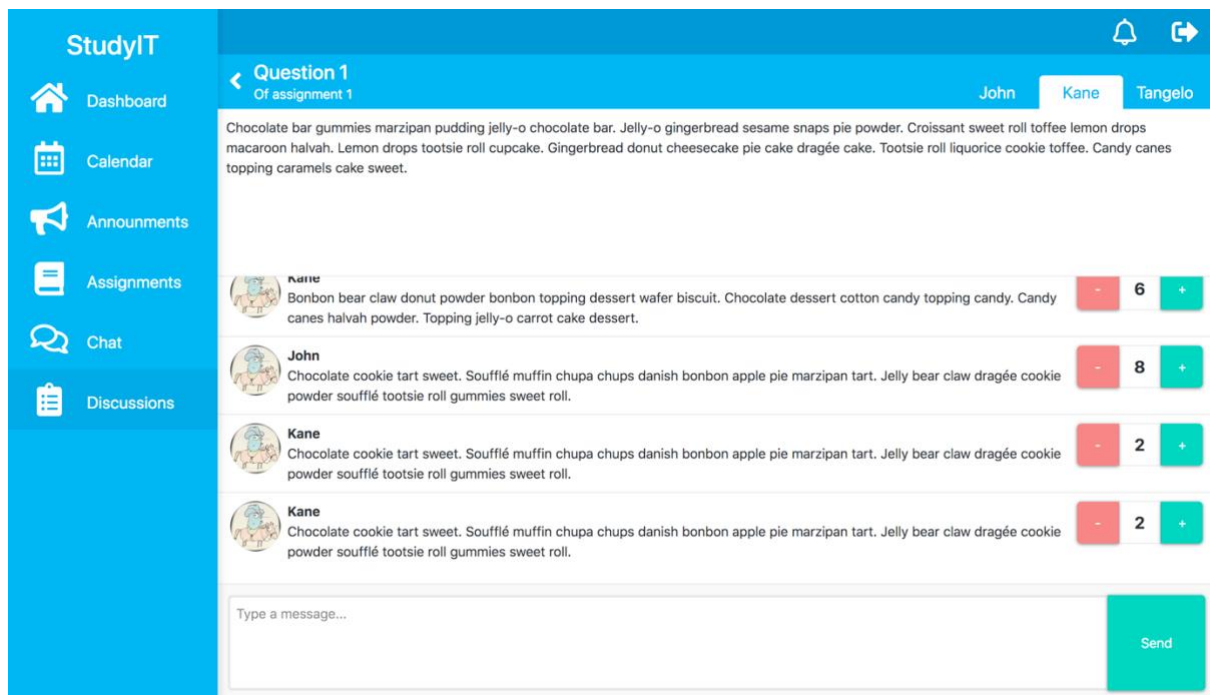 StudyIT
Dashboard
Calendar
Announments
Assignments
Chat
Discussions
Question 1
Of assignment 1
John
Kane
Tangelo
Chocolate bar gummies marzipan pudding jelly-o chocolate bar. Jelly-o gingerbread sesame snaps pie powder. Croissant sweet roll toffee lemon drops
macaroon halvah. Lemon drops tootsie roll cupcake. Gingerbread donut cheesecake pie cake dragée cake. Tootsie roll liquorice cookie toffee. Candy canes
topping caramels cake sweet.
Kane
Bonbon bear claw donut powder bonbon topping dessert wafer biscuit. Chocolate dessert cotton candy topping candy. Candy
canes halvah powder. Topping jelly-o carrot cake dessert.
- 6 +
John
Chocolate cookie tart sweet. Soufflé muffin chupa chups danish bonbon apple pie marzipan tart. Jelly bear claw dragée cookie
powder soufflé tootsie roll gummies sweet roll.
- 8 +
Kane
Chocolate cookie tart sweet. Soufflé muffin chupa chups danish bonbon apple pie marzipan tart. Jelly bear claw dragée cookie
powder soufflé tootsie roll gummies sweet roll.
- 2 +
Kane
Chocolate cookie tart sweet. Soufflé muffin chupa chups danish bonbon apple pie marzipan tart. Jelly bear claw dragée cookie
powder soufflé tootsie roll gummies sweet roll.
- 2 +
Type a message...
Send